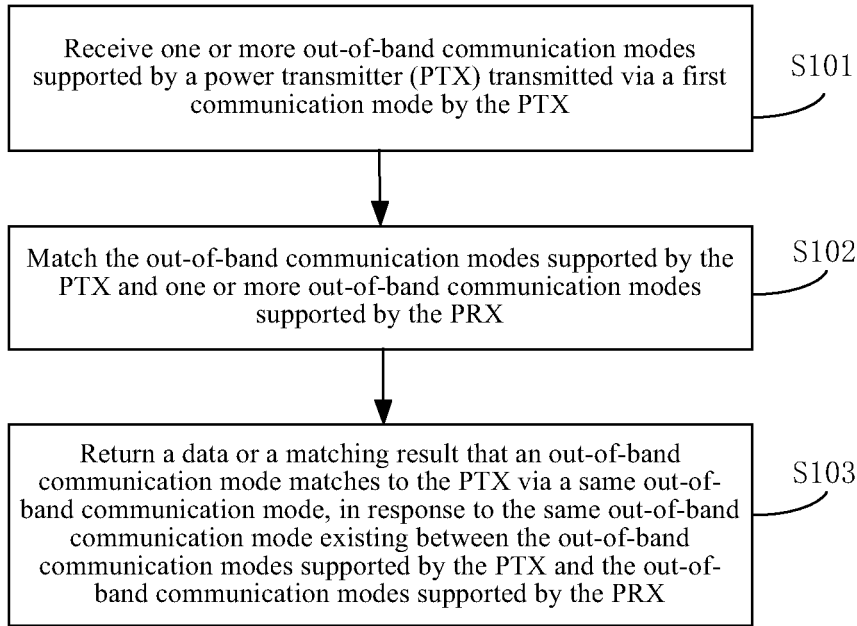 Receive one or more out-of-band communication modes
supported by a power transmitter (PTX) transmitted via a first
communication mode by the PTX
S101
Match the out-of-band communication modes supported by the
PTX and one or more out-of-band communication modes
supported by the PRX
S102
Return a data or a matching result that an out-of-band
communication mode matches to the PTX via a same out-of-
band communication mode, in response to the same out-of-band
communication mode existing between the out-of-band
communication modes supported by the PTX and the out-of-
band communication modes supported by the PRX
S103